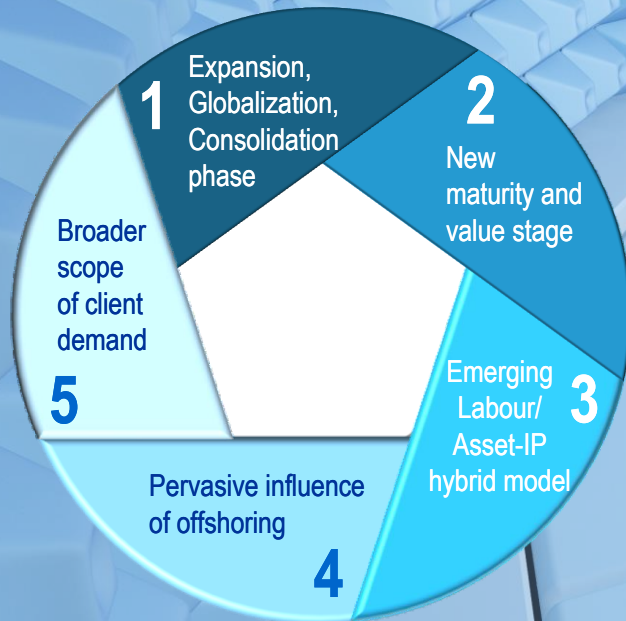 1
Expansion,
Globalization,
Consolidation
phase
2
New
maturity and
value stage
3
Emerging
Labour/
Asset-IP
hybrid model
4
Pervasive influence
of offshoring
5
Broader
scope
of client
demand